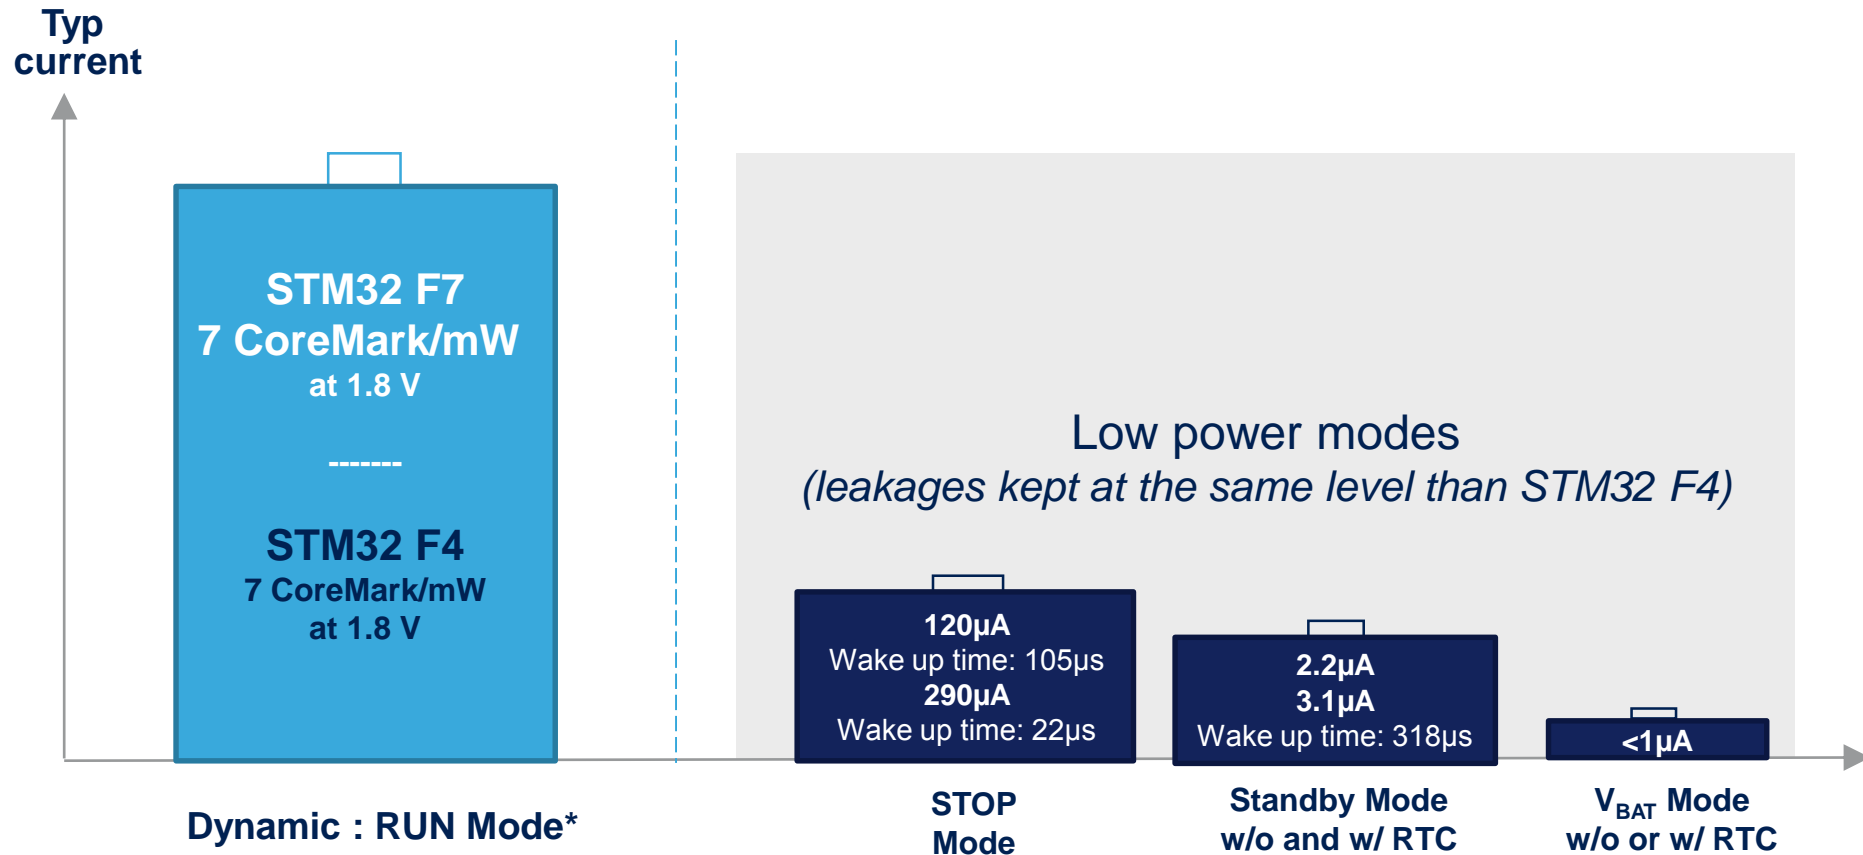 Typ
current
STM32 F7
7 CoreMark/mW
at 1.8 V
-------
STM32 F4
7 CoreMark/mW
at 1.8 V
Low power modes
(leakages kept at the same level than STM32 F4)
120µA
Wake up time: 105µs
290µA
Wake up time: 22µs
2.2µA
3.1µA
Wake up time: 318µs
<1µA
Dynamic : RUN Mode*
STOP
Mode
Standby Mode
w/o and w/ RTC
VBAT Mode
w/o or w/ RTC